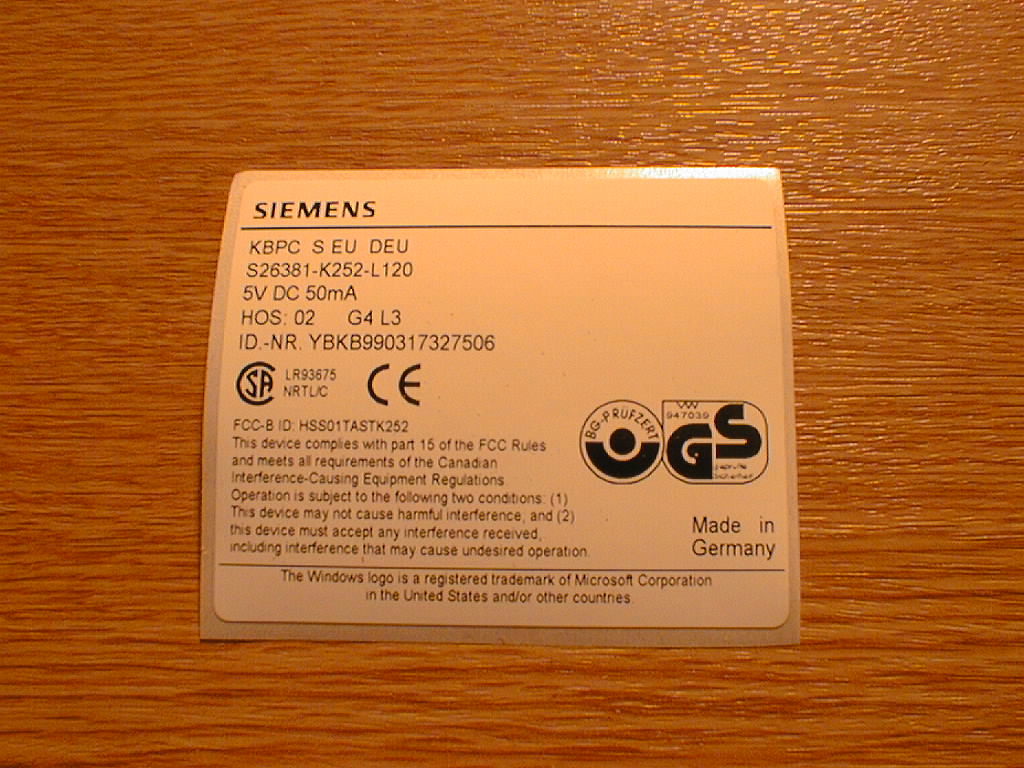 SIEMENS
KBPC S EU DEU
S26381-K252-L120
5V DC 50mA
HOS: 02 G4 L3
ID.-NR. YBKB990317327506
SA
LR93675
NRTL/C
CE
FCC-B ID: HSS01TASTK252
This device complies with part 15 of the FCC Rules
and meets all requirements of the Canadian
Interference-Causing Equipment Regulations.
Operation is subject to the following two conditions: (1)
This device may not cause harmful interference, and (2)
this device must accept any interference received,
including interference that may cause undesired operation.
BG-PRÜFZERT
947039
GS
geprüfte
Sicherheit
Made in
Germany
The Windows logo is a registered trademark of Microsoft Corporation
in the United States and/or other countries.